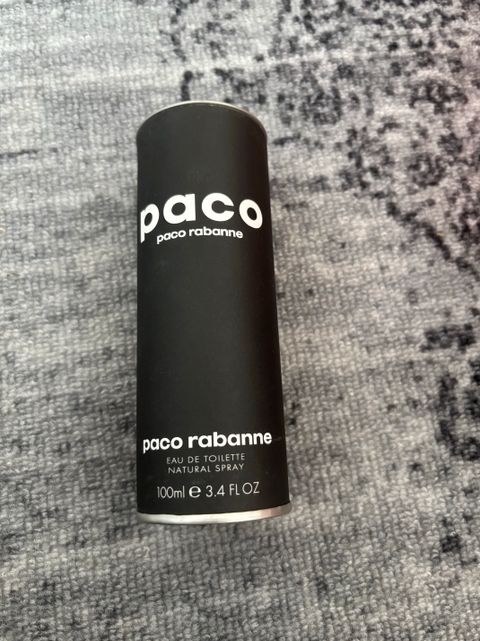 paco
paco rabanne
paco rabanne
EAU DE TOILETTE
NATURAL SPRAY
100ml ℮ 3.4 FL OZ